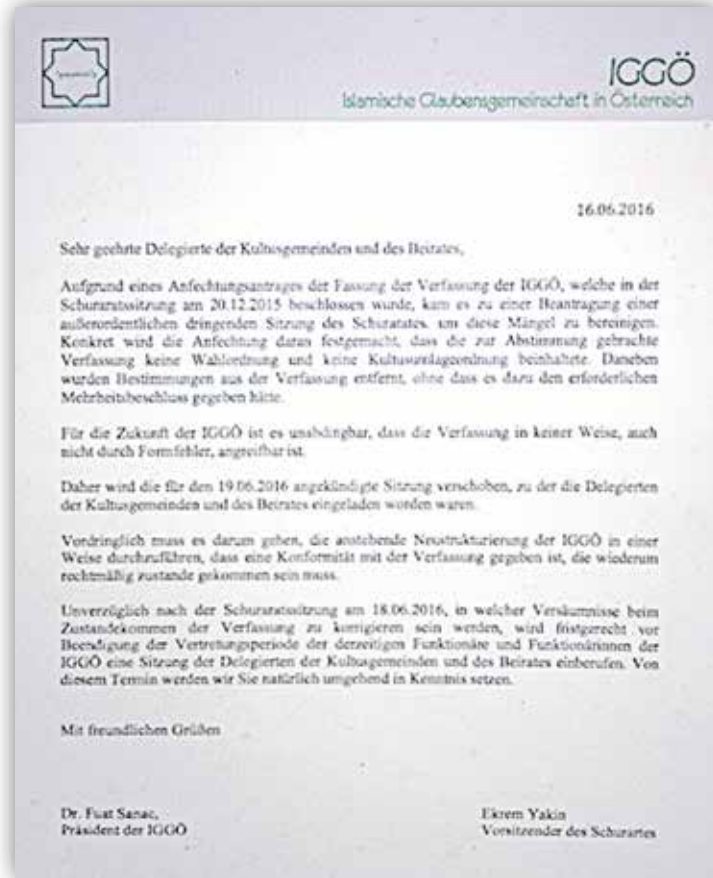 IGGÖ
Islamische Glaubensgemeinschaft in Österreich
16.06.2016
Sehr geehrte Delegierte der Kultusgemeinden und des Beirates,
Aufgrund eines Anfechtungsantrages der Fassung der Verfassung der IGGÖ, welche in der
Schuraratssitzung am 20.12.2015 beschlossen wurde, kam es zu einer Beantragung einer
außerordentlichen dringenden Sitzung des Schurarates, um diese Mängel zu bereinigen.
Konkret wird die Anfechtung daran festgemacht, dass die zur Abstimmung gebrachte
Verfassung keine Wahlordnung und keine Kultusumlageordnung beinhaltete. Daneben
wurden Bestimmungen aus der Verfassung entfernt, ohne dass es dazu den erforderlichen
Mehrheitsbeschluss gegeben hätte.
Für die Zukunft der IGGÖ ist es unabdingbar, dass die Verfassung in keiner Weise, auch
nicht durch Formfehler, angreifbar ist.
Daher wird die für den 19.06.2016 angekündigte Sitzung verschoben, zu der die Delegierten
der Kultusgemeinden und des Beirates eingeladen worden waren.
Vordringlich muss es darum gehen, die anstehende Neustrukturierung der IGGÖ in einer
Weise durchzuführen, dass eine Konformität mit der Verfassung gegeben ist, die wiederum
rechtmäßig zustande gekommen sein muss.
Unverzüglich nach der Schuraratssitzung am 18.06.2016, in welcher Versäumnisse beim
Zustandekommen der Verfassung zu korrigieren sein werden, wird fristgerecht vor
Beendigung der Vertretungsperiode der derzeitigen Funktionäre und Funktionärinnen der
IGGÖ eine Sitzung der Delegierten der Kultusgemeinden und des Beirates einberufen. Von
diesem Termin werden wir Sie natürlich umgehend in Kenntnis setzen.
Mit freundlichen Grüßen
Dr. Fuat Sanac,
Präsident der IGGÖ
Ekrem Yakin
Vorsitzender des Schurartes